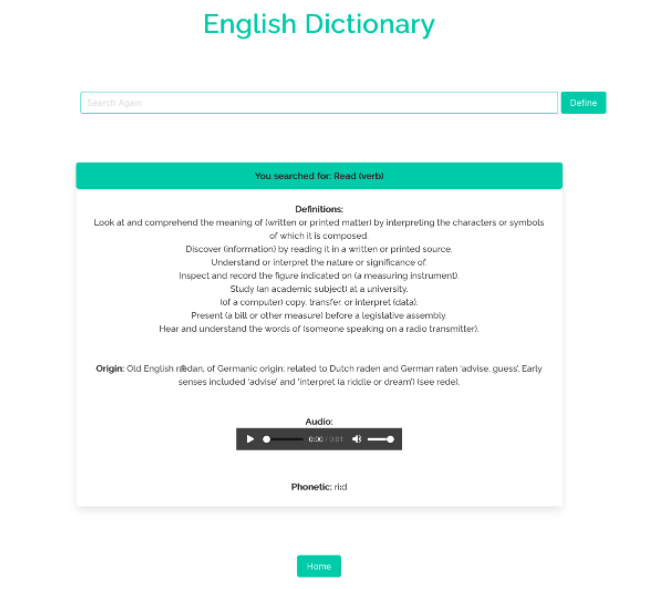 English Dictionary
Search Again
Define
You searched for: Read (verb)
Definitions:
Look at and comprehend the meaning of (written or printed matter) by interpreting the characters or symbols
of which it is composed.
Discover (information) by reading it in a written or printed source.
Understand or interpret the nature or significance of.
Inspect and record the figure indicated on (a measuring instrument).
Study (an academic subject) at a university.
(of a computer) copy, transfer, or interpret (data).
Present (a bill or other measure) before a legislative assembly.
Hear and understand the words of (someone speaking on a radio transmitter).
Origin: Old English rǣdan, of Germanic origin; related to Dutch raden and German raten ‘advise, guess’. Early
senses included ‘advise’ and ‘interpret (a riddle or dream’) (see rede).
Audio:
0:00 / 0:01
Phonetic: riːd
Home